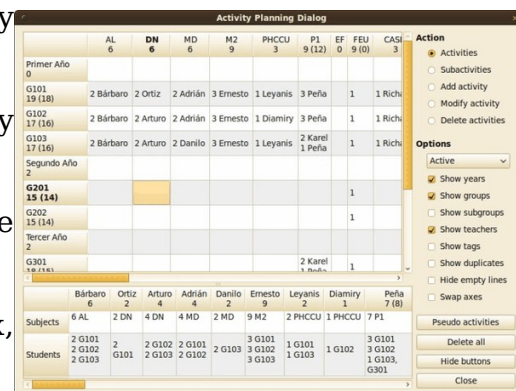 y
y
e
k,
Activity Planning Dialog
AL DN MD M2 PHCCU P1 EF FEU CASI
6 6 6 9 3 9 (12) 0 9 (0) 3
Primer Año
0
G101
19 (18) 2 Bárbaro 2 Ortiz 2 Adrián 3 Ernesto 1 Leyanis 3 Peña 1 1 Richa
G102
17 (16) 2 Bárbaro 2 Arturo 2 Adrián 3 Ernesto 1 Diamiry 3 Peña 1 1 Richa
G103
17 (16) 2 Bárbaro 2 Arturo 2 Danilo 3 Ernesto 1 Leyanis 2 Karel
1 Peña 1 1 Richa
Segundo Año
2
G201
15 (14) 1
G202
15 (14) 1
Tercer Año
2
G301
18 (15) 2 Karel
1 Peña 1
Bárbaro Ortiz Arturo Adrián Danilo Ernesto Leyanis Diamiry Peña
6 2 4 4 2 9 2 1 7 (8)
Subjects 6 AL 2 DN 4 DN 4 MD 2 MD 9 M2 2 PHCCU 1 PHCCU 7 P1
Students
2 G101
2 G102
2 G103
2
G101
2 G102
2 G103
2 G101
2 G102
2 G103
3 G101
3 G102
3 G103
1 G101
1 G103
1 G102
3 G101
3 G102
1 G103,
G301
Action
Activities
Subactivities
Add activity
Modify activity
Delete activities
Options
Active
Show years
Show groups
Show subgroups
Show teachers
Show tags
Show duplicates
Hide empty lines
Swap axes
Pseudo activities
Delete all
Hide buttons
Close